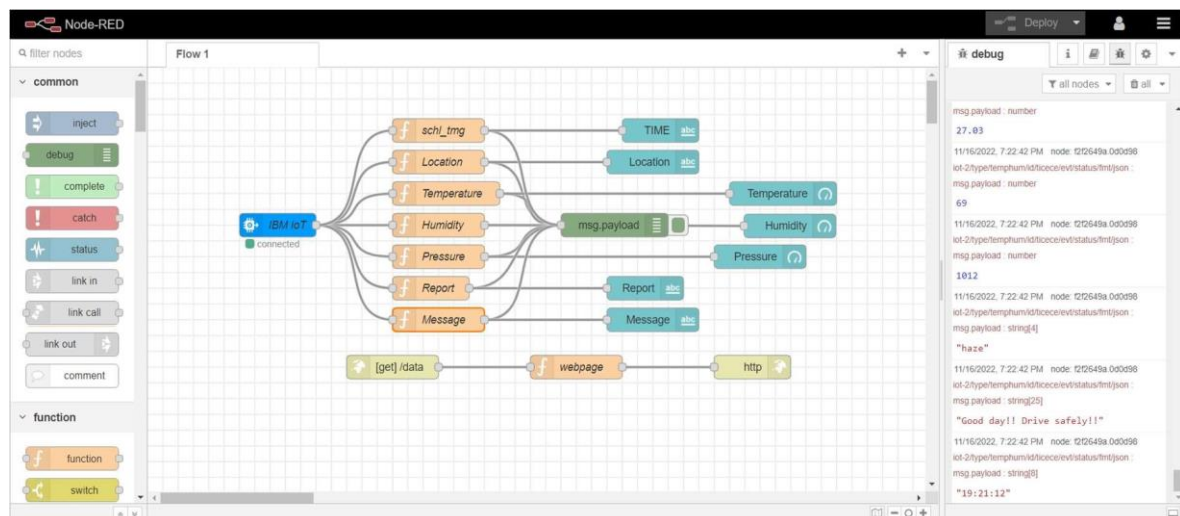 Node-RED
Deploy
filter nodes
common
inject
debug
complete
catch
status
link in
link call
link out
comment
function
function
switch
Flow 1
schl_tmg
TIME
abc
Location
Location
abc
Temperature
Temperature
IBM IoT
connected
Humidity
msg.payload
Humidity
Pressure
Pressure
Report
Report
abc
Message
Message
abc
[get] /data
webpage
http
debug
i
all nodes
all
msg.payload : number
27.03
11/16/2022, 7:22:42 PM node: f2f2649a.0d0d98
iot-2/type/temphum/id/ticece/evt/status/fmt/json :
msg.payload : number
69
11/16/2022, 7:22:42 PM node: f2f2649a.0d0d98
iot-2/type/temphum/id/ticece/evt/status/fmt/json :
msg.payload : number
1012
11/16/2022, 7:22:42 PM node: f2f2649a.0d0d98
iot-2/type/temphum/id/ticece/evt/status/fmt/json :
msg.payload : string[4]
"haze"
11/16/2022, 7:22:42 PM node: f2f2649a.0d0d98
iot-2/type/temphum/id/ticece/evt/status/fmt/json :
msg.payload : string[25]
"Good day!! Drive safely!!"
11/16/2022, 7:22:42 PM node: f2f2649a.0d0d98
iot-2/type/temphum/id/ticece/evt/status/fmt/json :
msg.payload : string[8]
"19:21:12"